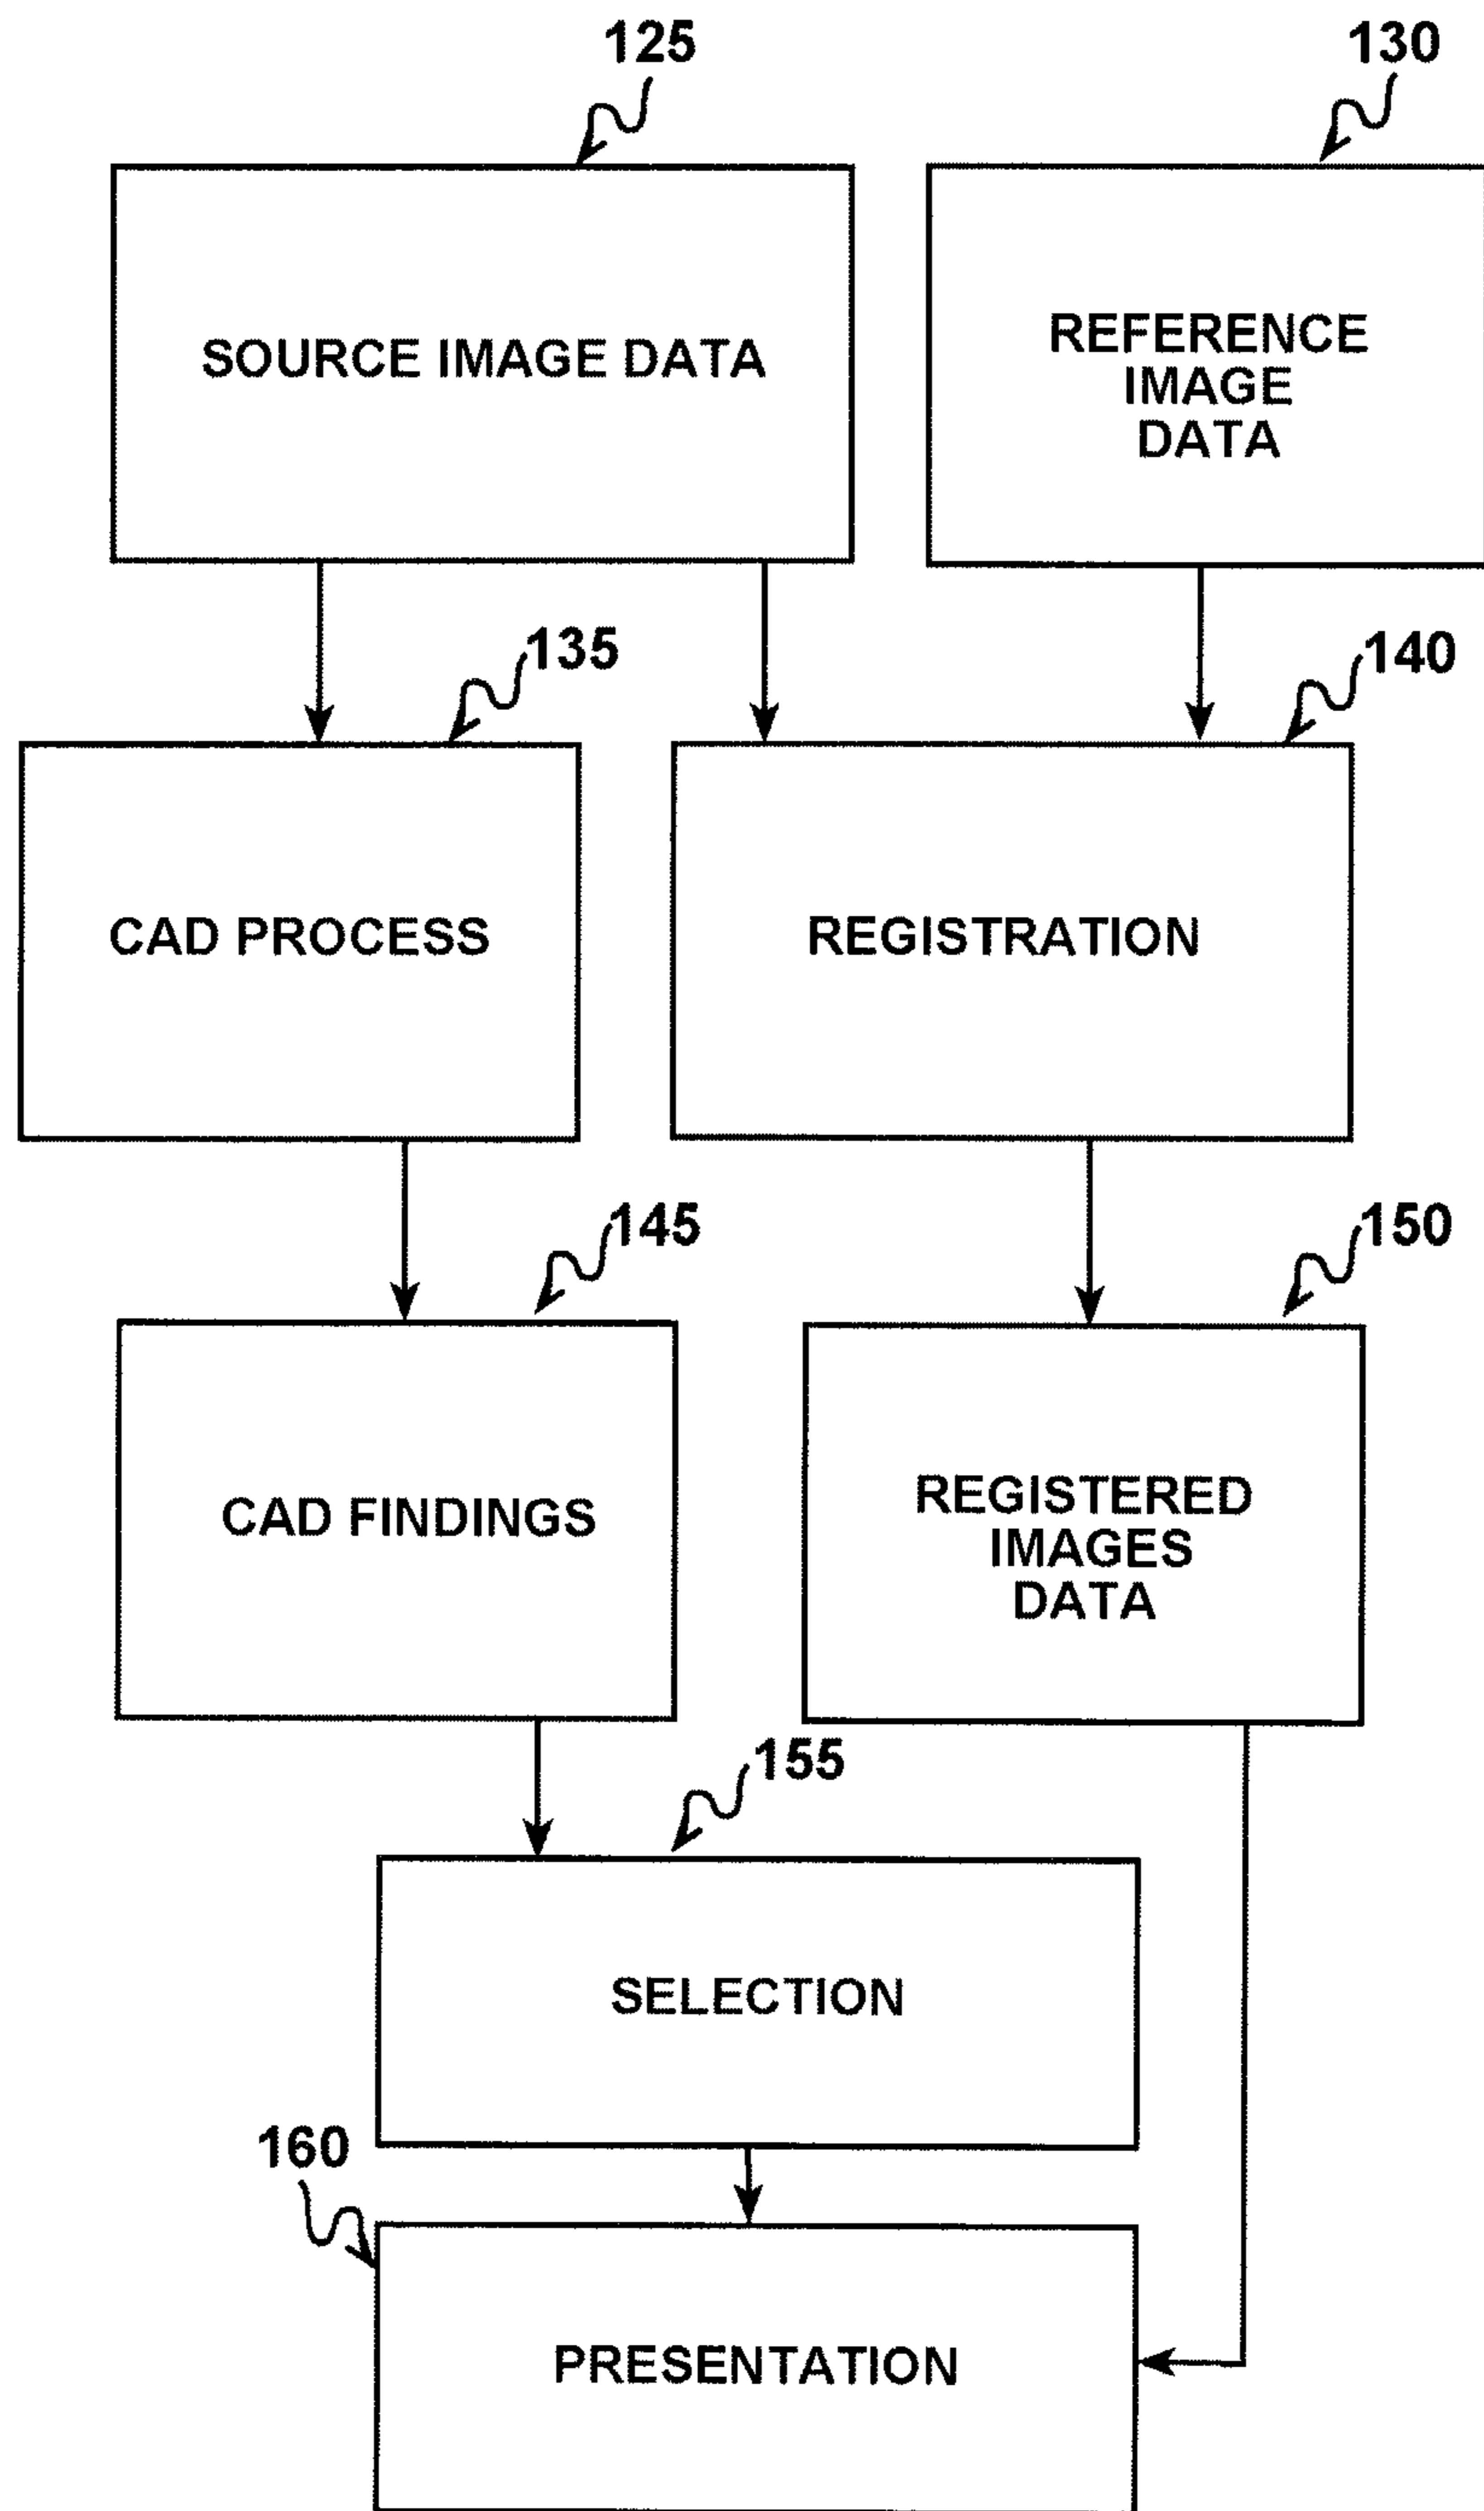 125
130
SOURCE IMAGE DATA
REFERENCE
IMAGE
DATA
135
140
CAD PROCESS
REGISTRATION
145
150
CAD FINDINGS
REGISTERED
IMAGES
DATA
155
SELECTION
160
PRESENTATION